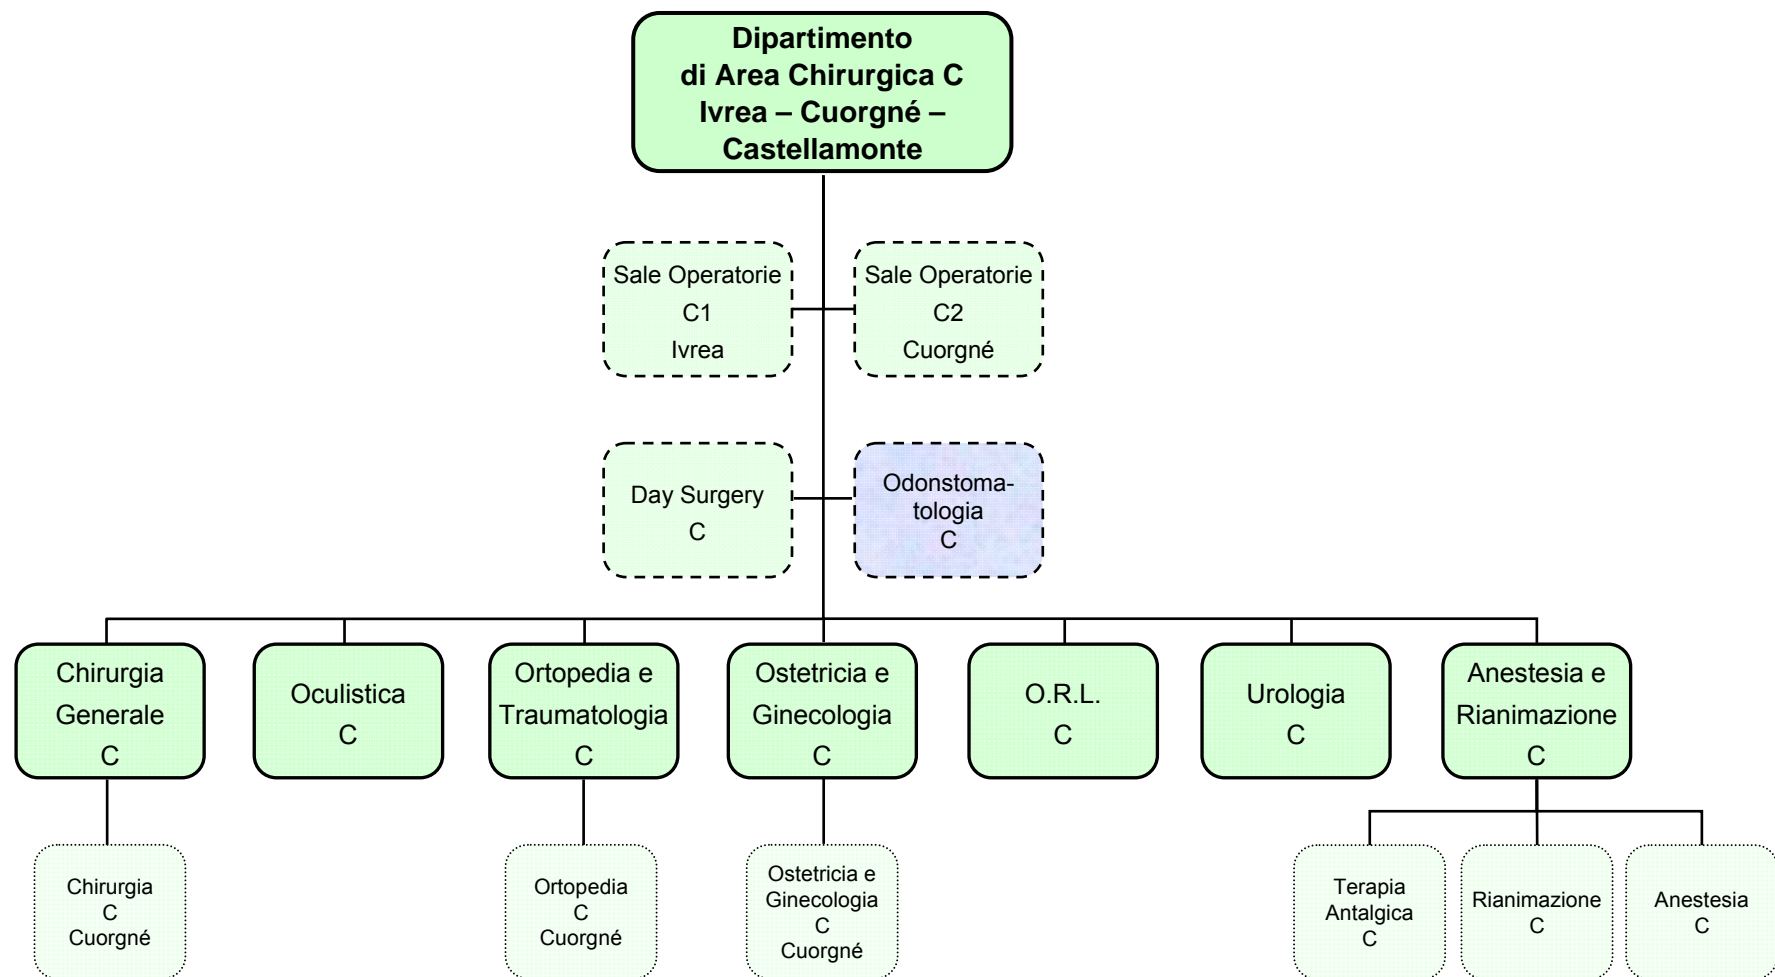 Dipartimento
di Area Chirurgica C
Ivrea – Cuorgné –
Castellamonte
Sale Operatorie
C1
Ivrea
Sale Operatorie
C2
Cuorgné
Day Surgery
C
Odonstoma-
tologia
C
Chirurgia
Generale
C
Oculistica
C
Ortopedia e
Traumatologia
C
Ostetricia e
Ginecologia
C
O.R.L.
C
Urologia
C
Anestesia e
Rianimazione
C
Chirurgia
C
Cuorgné
Ortopedia
C
Cuorgné
Ostetricia e
Ginecologia
C
Cuorgné
Terapia
Antalgica
C
Rianimazione
C
Anestesia
C